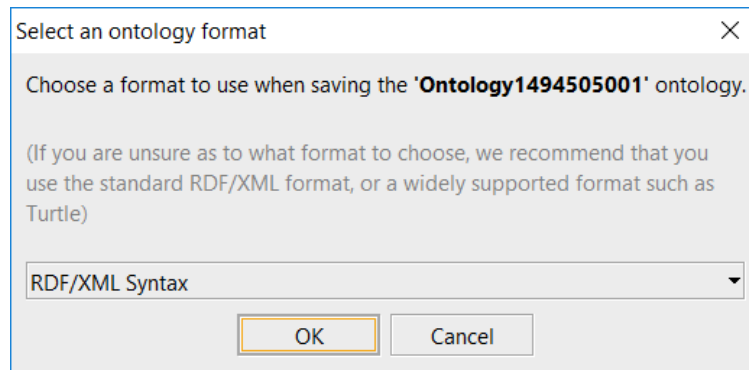 Select an ontology format
Choose a format to use when saving the 'Ontology1494505001' ontology.
(If you are unsure as to what format to choose, we recommend that you
use the standard RDF/XML format, or a widely supported format such as
Turtle)
RDF/XML Syntax
OK Cancel